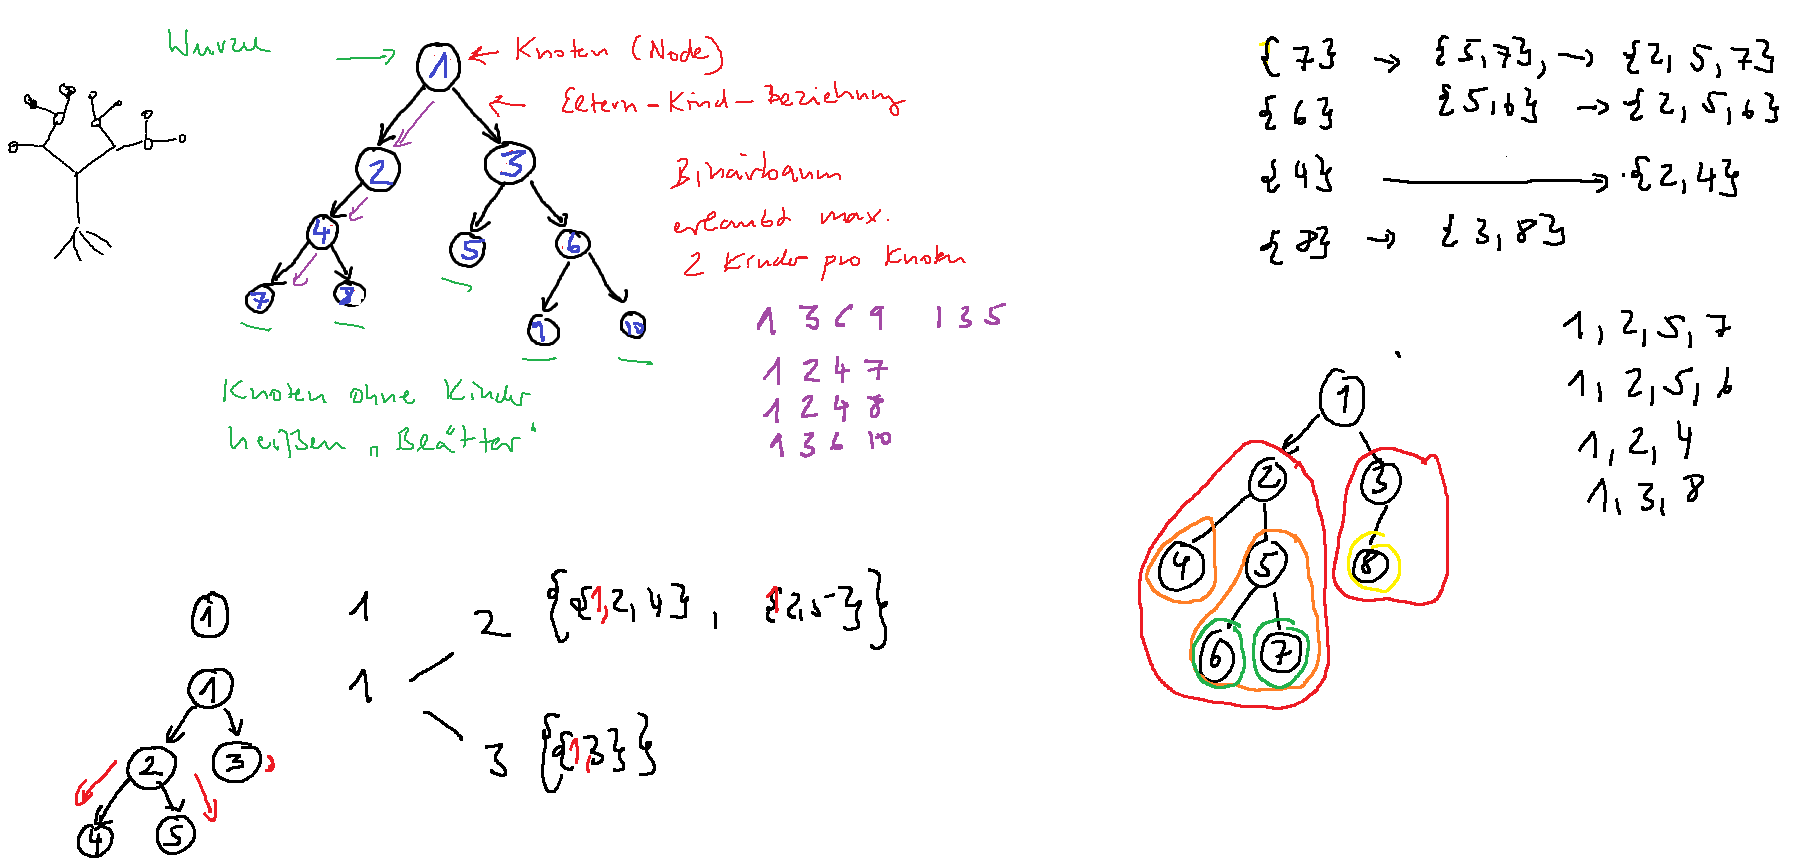 Wurzel
1
Knoten (Node)
Eltern-Kind-Beziehung
2
3
4
5
6
7
8
9
10
Binärbaum
erlaubt max.
2 Kinder pro Knoten
Knoten ohne Kinder
heißen „Beätter"
1 3 6 9 1 3 5
1 2 4 7
1 2 4 8
1 3 6 10
{7} → {5,7}, → {2, 5, 7}
{6} {5,6} → {2, 5, 6}
{4} → {2,4}
{8} → {3,8}
1, 2, 5, 7
1, 2, 5, 6
1, 2, 4
1, 3, 8
1
2
3
4
5
8
6
7
1
1
2 {{1,2,4}, {1 2,5}}
1
1
3 {{1,3}}
2
3
4
5